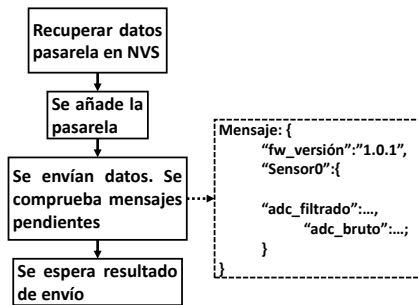 Recuperar datos
pasarela en NVS
Se añade la
pasarela
Se envían datos. Se
comprueba mensajes
pendientes
Se espera resultado
de envío
Mensaje: {
“fw_versión”:”1.0.1”,
“Sensor0”:{
“adc_filtrado”:...,
“adc_bruto”:...;
}
}